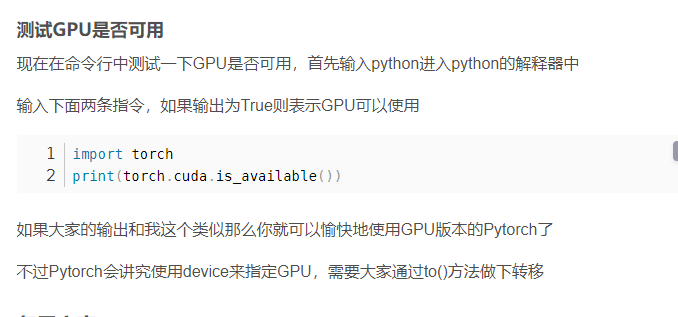 测试GPU是否可用
现在在命令行中测试一下GPU是否可用，首先输入python进入python的解释器中
输入下面两条指令，如果输出为True则表示GPU可以使用
1 import torch
2 print(torch.cuda.is_available())
如果大家的输出和我这个类似那么你就可以愉快地使用GPU版本的Pytorch了
不过Pytorch会讲究使用device来指定GPU，需要大家通过to()方法做下转移